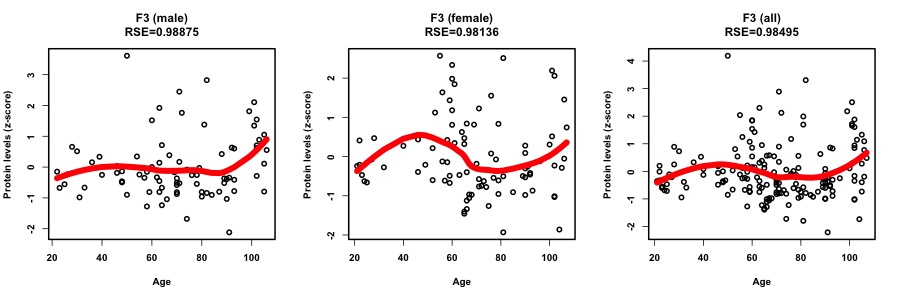 F3 (male)
RSE=0.98875
Protein levels (z-score)
3
2
1
0
-1
-2
20 40 60 80 100
Age
F3 (female)
RSE=0.98136
Protein levels (z-score)
2
1
0
-1
-2
20 40 60 80 100
Age
F3 (all)
RSE=0.98495
Protein levels (z-score)
4
3
2
1
0
-1
-2
20 40 60 80 100
Age